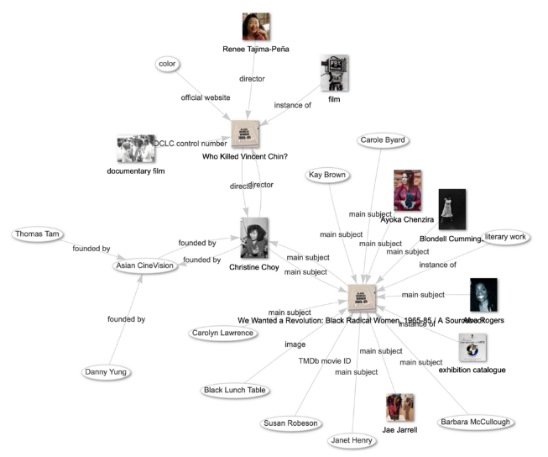 Renee Tajima-Peña
color
director
official website
instance of
film
OCLC control number
documentary film
Who Killed Vincent Chin?
Carole Byard
Kay Brown
director
director
main subject
Ayoka Chenzira
main subject
Blondell Cumming
Thomas Tam
founded by
founded by
main subject
literary work
Asian CineVision
founded by
Christine Choy
main subject
instance of
main subject
main subject
founded by
main subject
We Wanted a Revolution: Black Radical Women, 1965-85 / A Sourcebook
Rogers
instance of
Carolyn Lawrence
image
main subject
exhibition catalogue
TMDb movie ID
main subject
Danny Yung
main subject
Black Lunch Table
Susan Robeson
Jae Jarrell
Barbara McCullough
Janet Henry